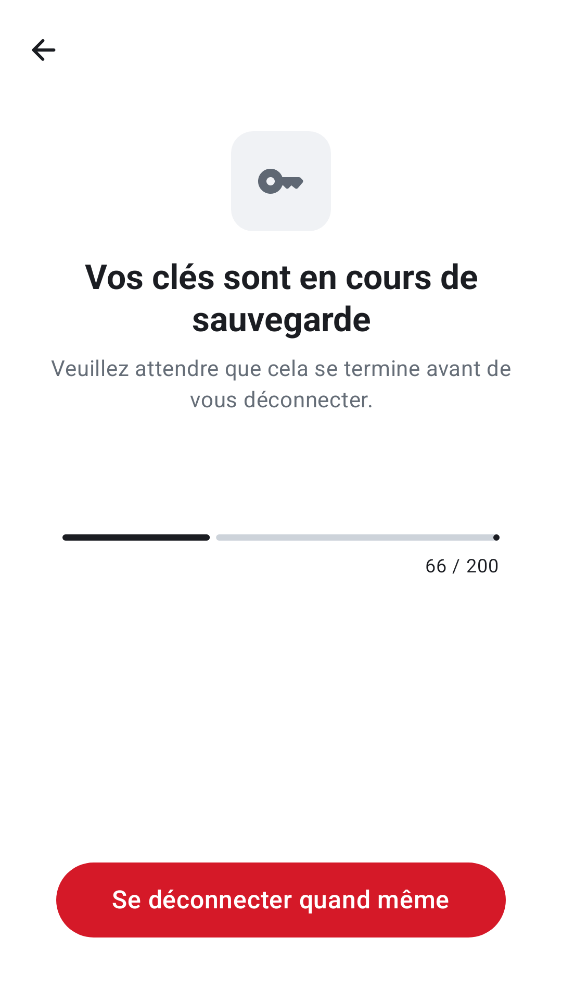 Vos clés sont en cours de
sauvegarde
Veuillez attendre que cela se termine avant de
vous déconnecter.
66 / 200
Se déconnecter quand même